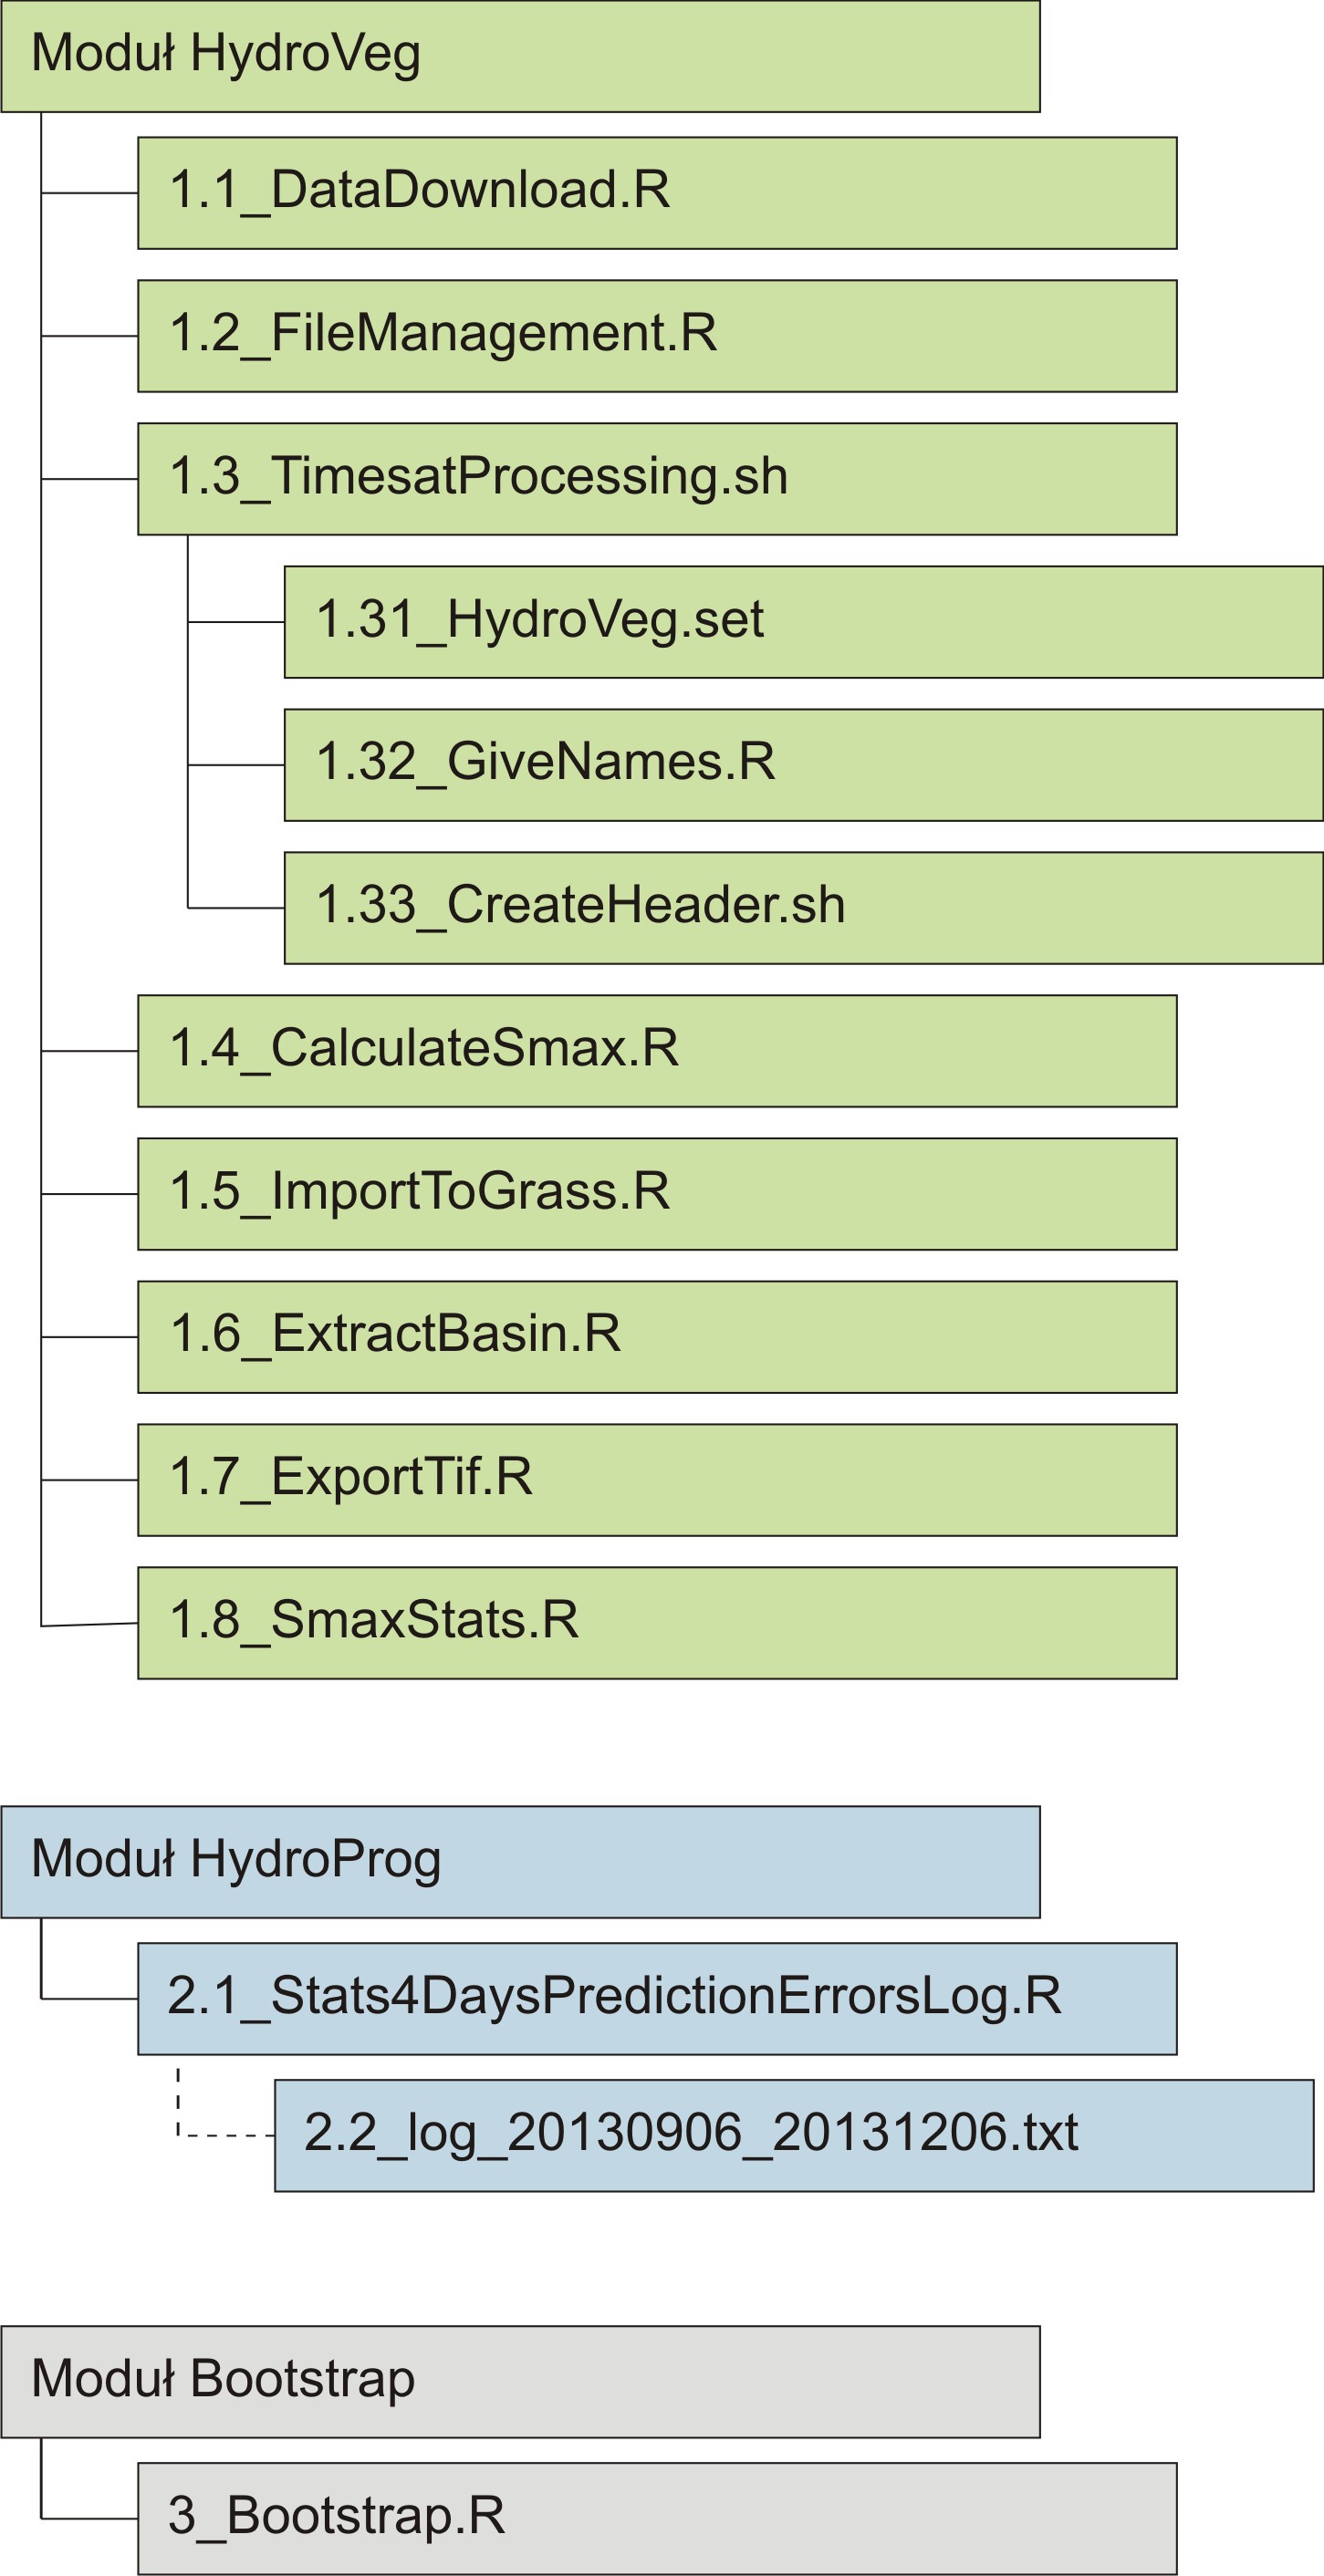 Moduł HydroVeg
1.1_DataDownload.R
1.2_FileManagement.R
1.3_TimesatProcessing.sh
1.31_HydroVeg.set
1.32_GiveNames.R
1.33_CreateHeader.sh
1.4_CalculateSmax.R
1.5_ImportToGrass.R
1.6_ExtractBasin.R
1.7_ExportTif.R
1.8_SmaxStats.R
Moduł HydroProg
2.1_Stats4DaysPredictionErrorsLog.R
2.2_log_20130906_20131206.txt
Moduł Bootstrap
3_Bootstrap.R